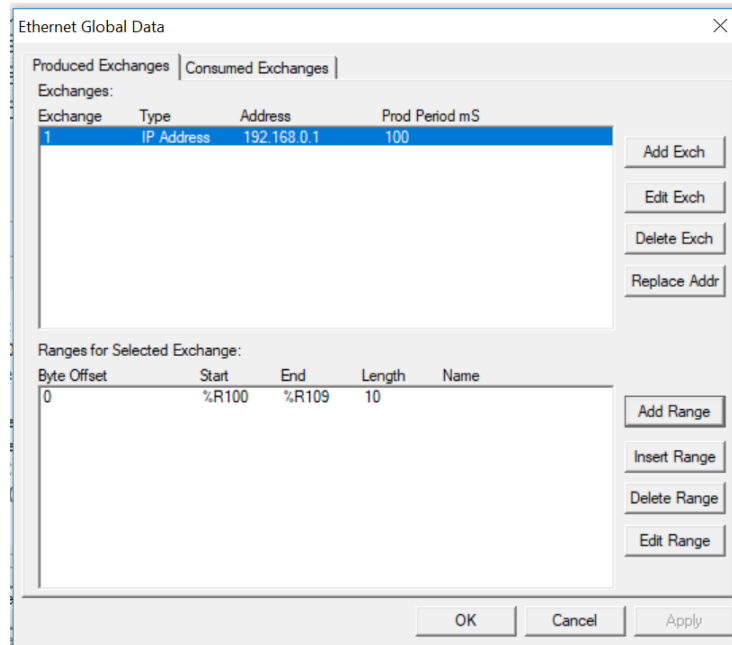 Ethernet Global Data
Produced Exchanges Consumed Exchanges
Exchanges:
Exchange Type Address Prod Period mS
1 IP Address 192.168.0.1 100
Add Exch
Edit Exch
Delete Exch
Replace Addr
Ranges for Selected Exchange:
Byte Offset Start End Length Name
0 %R100 %R109 10
Add Range
Insert Range
Delete Range
Edit Range
OK Cancel Apply